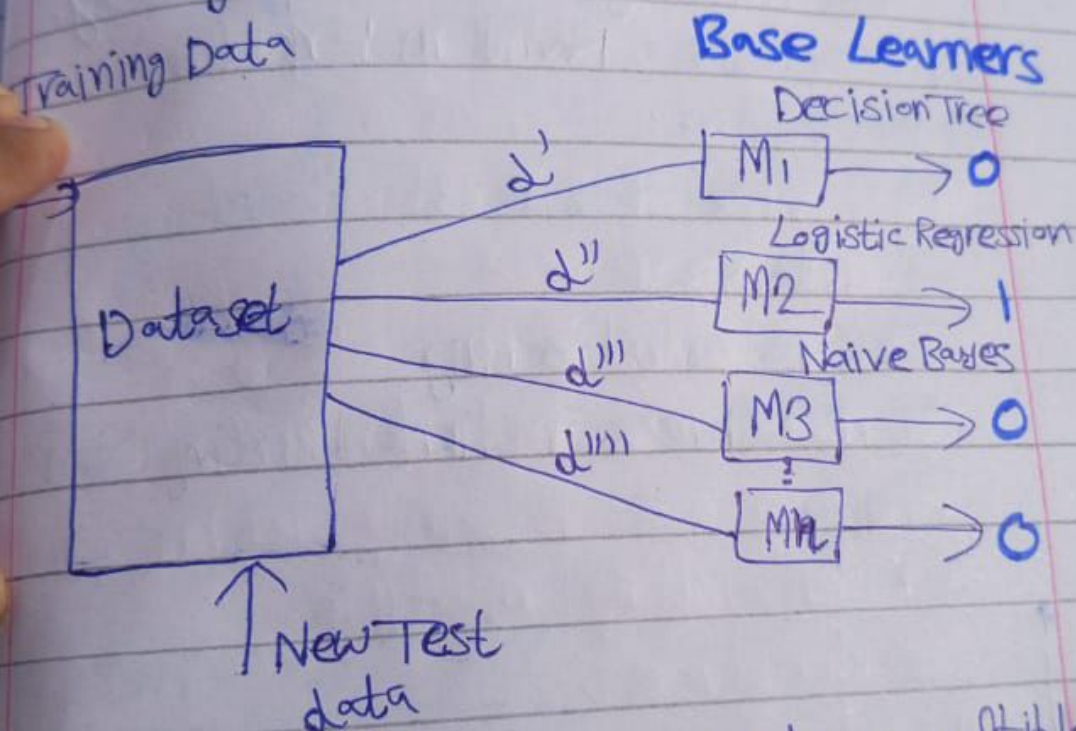 Training Data
Base Learners
Decision Tree
d'
M1
0
Logistic Regression
d''
M2
1
Dataset
Naive Bayes
d'''
M3
0
d''''
Mn
0
New Test
data